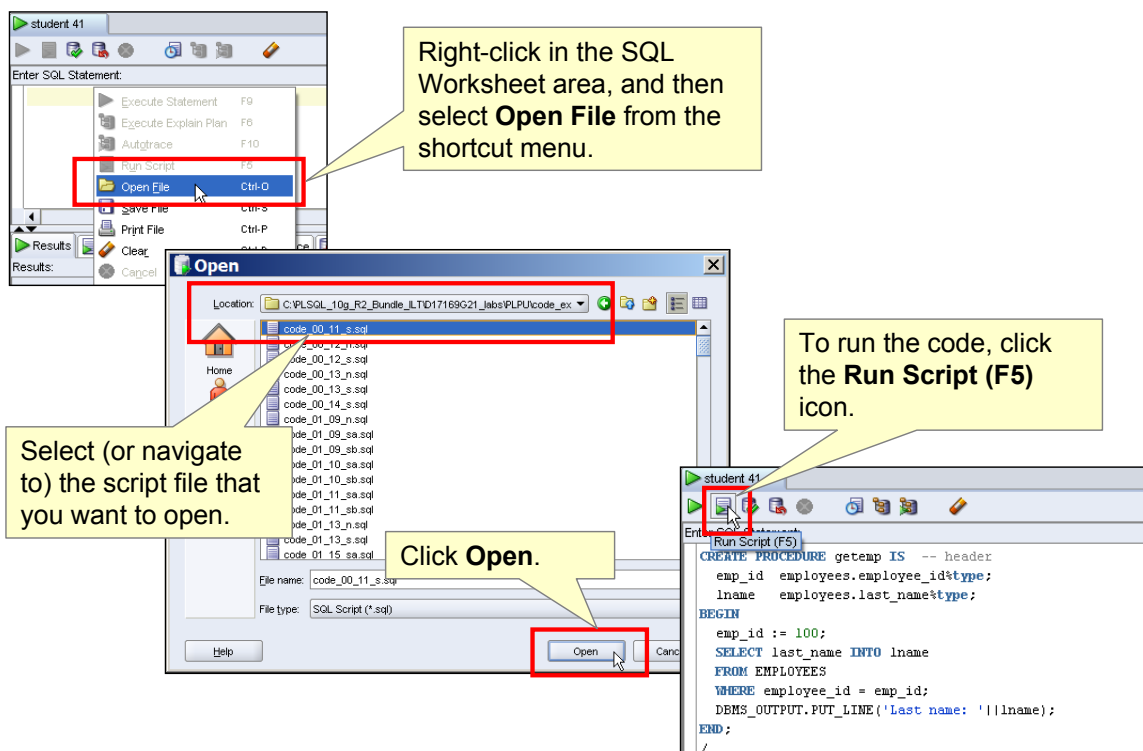 student 41
Enter SQL Statement:
Execute Statement F9
Execute Explain Plan F6
Autotrace F10
Run Script F5
Open File Ctrl-O
Save File Ctrl-S
Print File Ctrl-P
Clear
Cancel
Results
Results:
Right-click in the SQL
Worksheet area, and then
select Open File from the
shortcut menu.
Open
Location: C:\PLSQL_10g_R2_Bundle_ILT\D17169G21_labs\PLPU\code_ex
Home
code_00_11_s.sql
code_00_12_n.sql
code_00_12_s.sql
code_00_13_n.sql
code_00_13_s.sql
code_00_14_s.sql
code_01_09_n.sql
code_01_09_sa.sql
code_01_09_sb.sql
code_01_10_sa.sql
code_01_10_sb.sql
code_01_11_sa.sql
code_01_11_sb.sql
code_01_13_n.sql
code_01_13_s.sql
code_01_15_sa.sql
File name: code_00_11_s.sql
File type: SQL Script (*.sql)
Help
Open
Select (or navigate
to) the script file that
you want to open.
Click Open.
To run the code, click
the Run Script (F5)
icon.
student 41
Run Script (F5)
CREATE PROCEDURE getemp IS -- header
emp_id employees.employee_id%type;
lname employees.last_name%type;
BEGIN
emp_id := 100;
SELECT last_name INTO lname
FROM EMPLOYEES
WHERE employee_id = emp_id;
DBMS_OUTPUT.PUT_LINE('Last name: '||lname);
END;
/